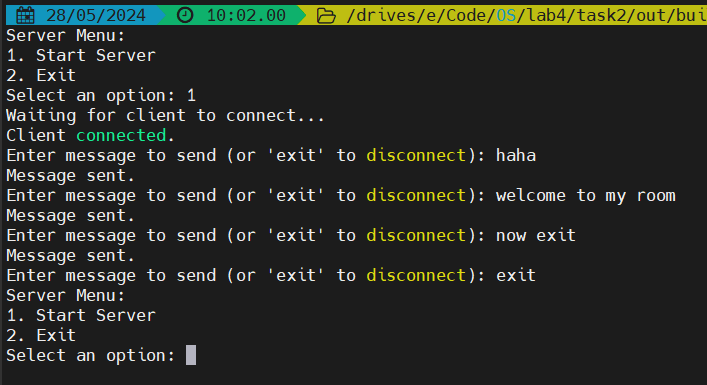 28/05/2024 10:02.00 /drives/e/Code/OS/lab4/task2/out/bui
Server Menu:
1. Start Server
2. Exit
Select an option: 1
Waiting for client to connect...
Client connected.
Enter message to send (or 'exit' to disconnect): haha
Message sent.
Enter message to send (or 'exit' to disconnect): welcome to my room
Message sent.
Enter message to send (or 'exit' to disconnect): now exit
Message sent.
Enter message to send (or 'exit' to disconnect): exit
Server Menu:
1. Start Server
2. Exit
Select an option: